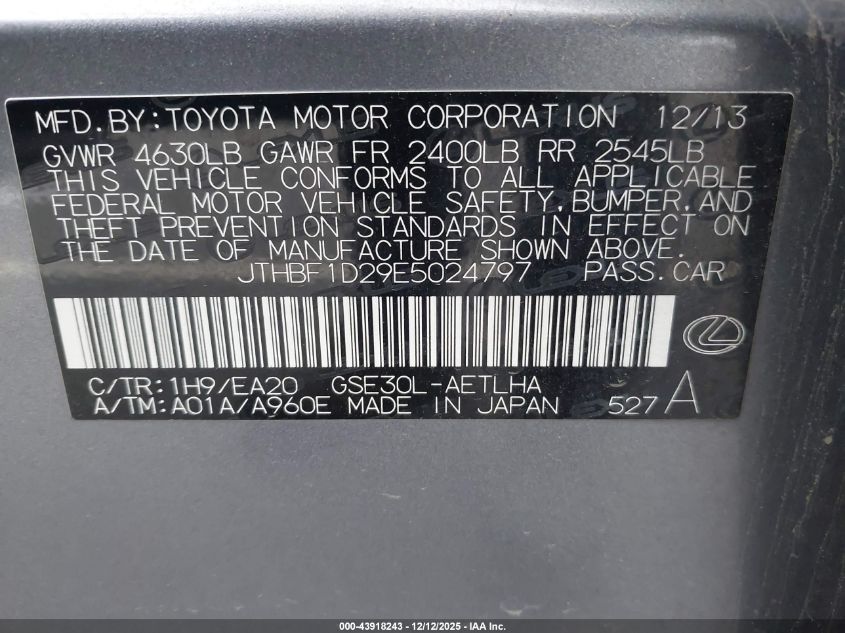 MFD.BY:TOYOTA MOTOR CORPORATION 12/13
GVWR 4630LB GAWR FR 2400LB RR 2545LB
THIS VEHICLE CONFORMS TO ALL APPLICABLE
FEDERAL MOTOR VEHICLE SAFETY,BUMPER,AND
THEFT PREVENTION STANDARDS IN EFFECT ON
THE DATE OF MANUFACTURE SHOWN ABOVE.
JTHBF1D29E5024797 PASS.CAR
C/TR:1H9/EA20 GSE30L-AETLHA
A/TM:A01A/A960E MADE IN JAPAN 527A
000-43918243 - 12/12/2025 - IAA Inc.